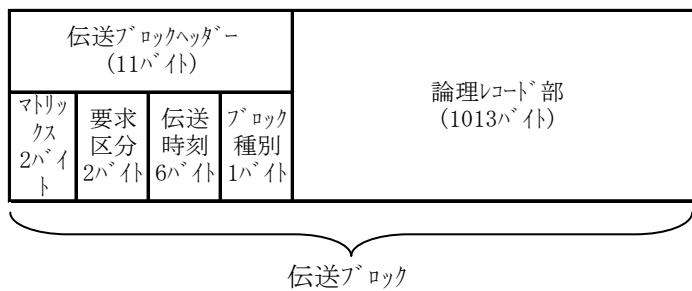 伝送ブロックヘッダー
(11バイト)
論理レコード部
(1013バイト)
マトリッ
クス
2バイ
ト
要求
区分
2バイト
伝送
時刻
6バイト
ブロック
種別
1バイト
伝送ブロック